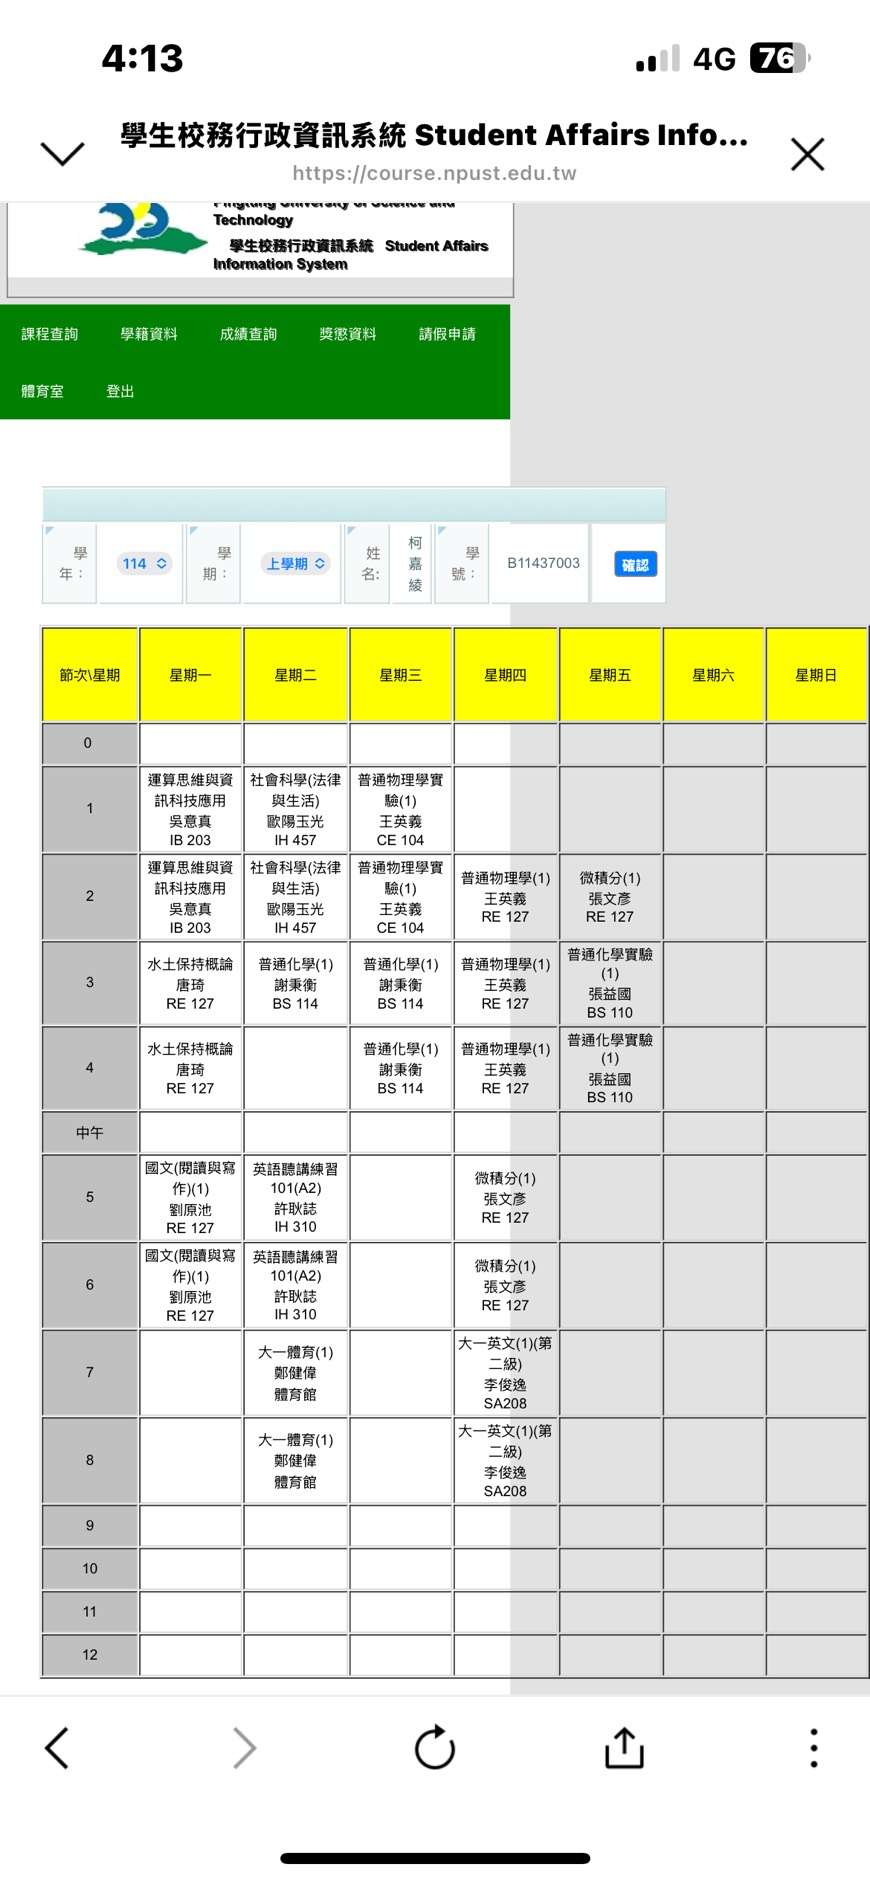 4:13
4G 76
學生校務行政資訊系統 Student Affairs Info...
https://course.npust.edu.tw
Pingtung University of Science and
Technology
學生校務行政資訊系統 Student Affairs
Information System
課程查詢 學籍資料 成績查詢 獎懲資料 請假申請
體育室 登出
學年： 114 學期： 上學期 姓名: 柯嘉綾 學號： B11437003 確認
節次\星期 星期一 星期二 星期三 星期四 星期五 星期六 星期日
0
1
運算思維與資
訊科技應用
吳意真
IB 203
社會科學(法律
與生活)
歐陽玉光
IH 457
普通物理學實
驗(1)
王英義
CE 104
2
運算思維與資
訊科技應用
吳意真
IB 203
社會科學(法律
與生活)
歐陽玉光
IH 457
普通物理學實
驗(1)
王英義
CE 104
普通物理學(1)
王英義
RE 127
微積分(1)
張文彥
RE 127
3
水土保持概論
唐琦
RE 127
普通化學(1)
謝秉衡
BS 114
普通化學(1)
謝秉衡
BS 114
普通物理學(1)
王英義
RE 127
普通化學實驗
(1)
張益國
BS 110
4
水土保持概論
唐琦
RE 127
普通化學(1)
謝秉衡
BS 114
普通物理學(1)
王英義
RE 127
普通化學實驗
(1)
張益國
BS 110
中午
5
國文(閱讀與寫
作)(1)
劉原池
RE 127
英語聽講練習
101(A2)
許耿誌
IH 310
微積分(1)
張文彥
RE 127
6
國文(閱讀與寫
作)(1)
劉原池
RE 127
英語聽講練習
101(A2)
許耿誌
IH 310
微積分(1)
張文彥
RE 127
7
大一體育(1)
鄭健偉
體育館
大一英文(1)(第
二級)
李俊逸
SA208
8
大一體育(1)
鄭健偉
體育館
大一英文(1)(第
二級)
李俊逸
SA208
9
10
11
12